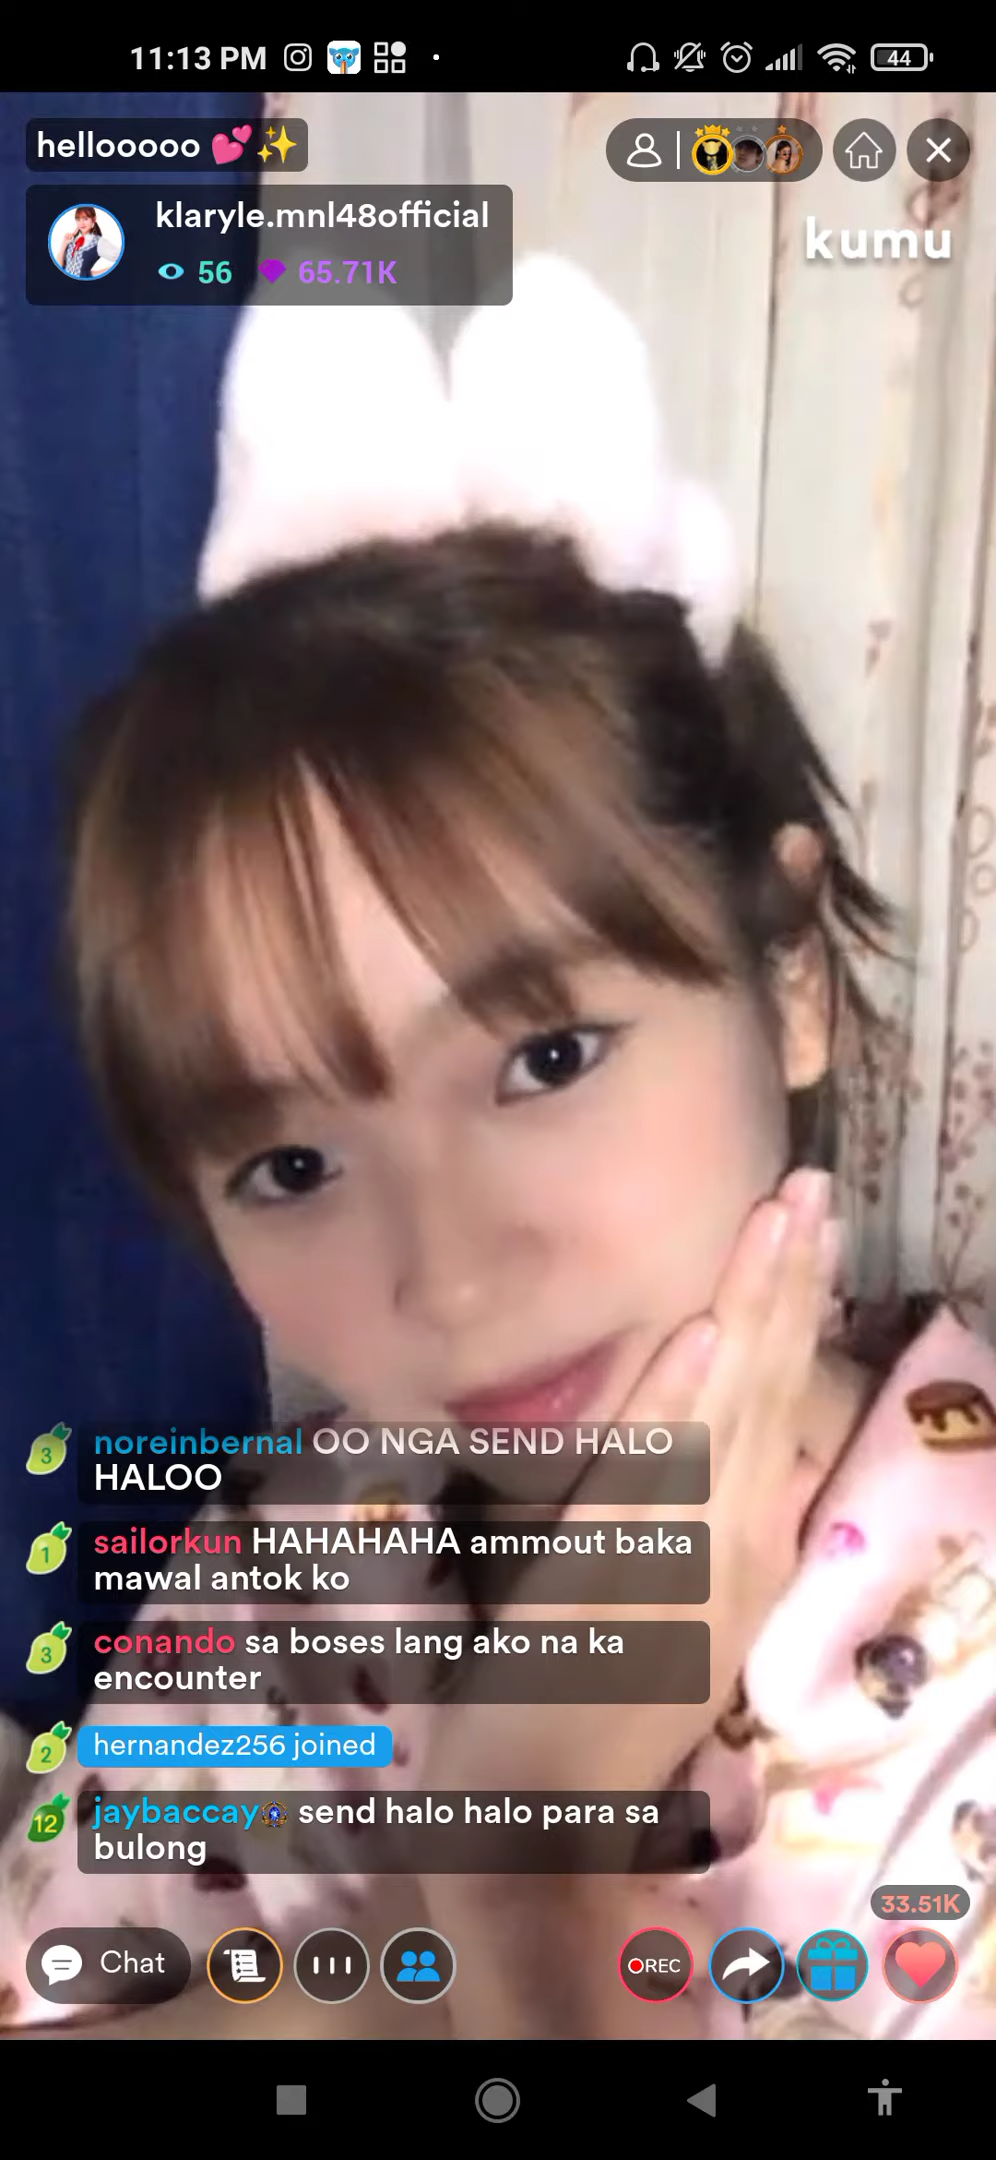 11:13 PM
44
hellooooo 💕✨
klaryle.mnl48official
56 65.71K
kumu
3 noreinbernal OO NGA SEND HALO
HALOO
1 sailorkun HAHAHAHA ammout baka
mawal antok ko
3 conando sa boses lang ako na ka
encounter
2 hernandez256 joined
12 jaybaccay send halo halo para sa
bulong
33.51K
Chat
REC